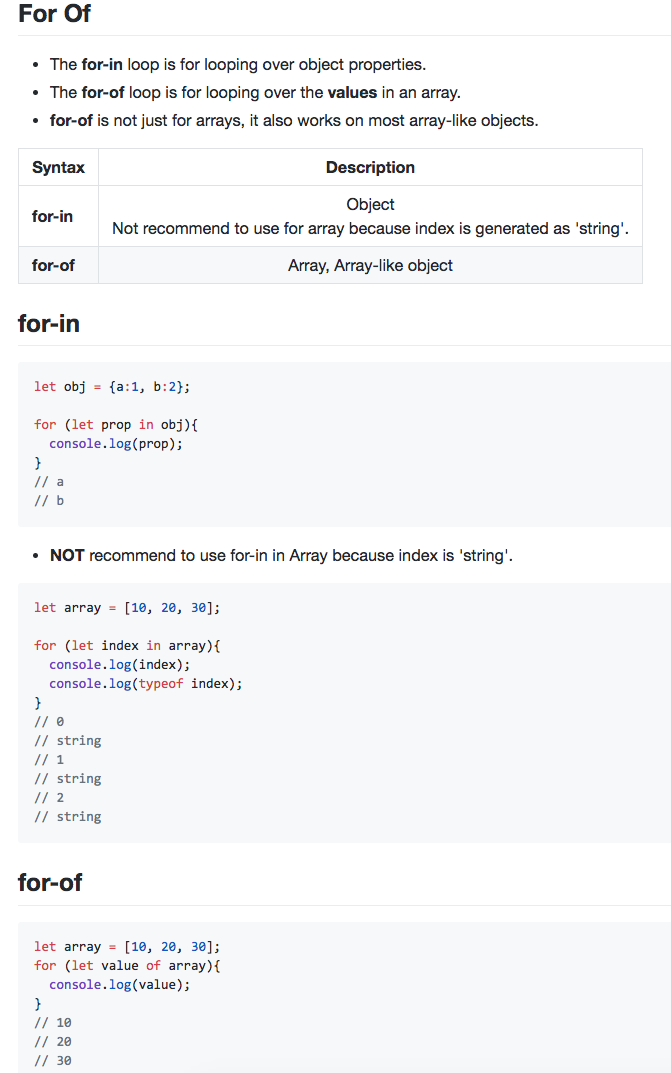 For Of
• The for-in loop is for looping over object properties.
• The for-of loop is for looping over the values in an array.
• for-of is not just for arrays, it also works on most array-like objects.
Syntax Description
for-in Object
Not recommend to use for array because index is generated as 'string'.
for-of Array, Array-like object
for-in
let obj = {a:1, b:2};
for (let prop in obj){
  console.log(prop);
}
// a
// b
• NOT recommend to use for-in in Array because index is 'string'.
let array = [10, 20, 30];
for (let index in array){
  console.log(index);
  console.log(typeof index);
}
// 0
// string
// 1
// string
// 2
// string
for-of
let array = [10, 20, 30];
for (let value of array){
  console.log(value);
}
// 10
// 20
// 30